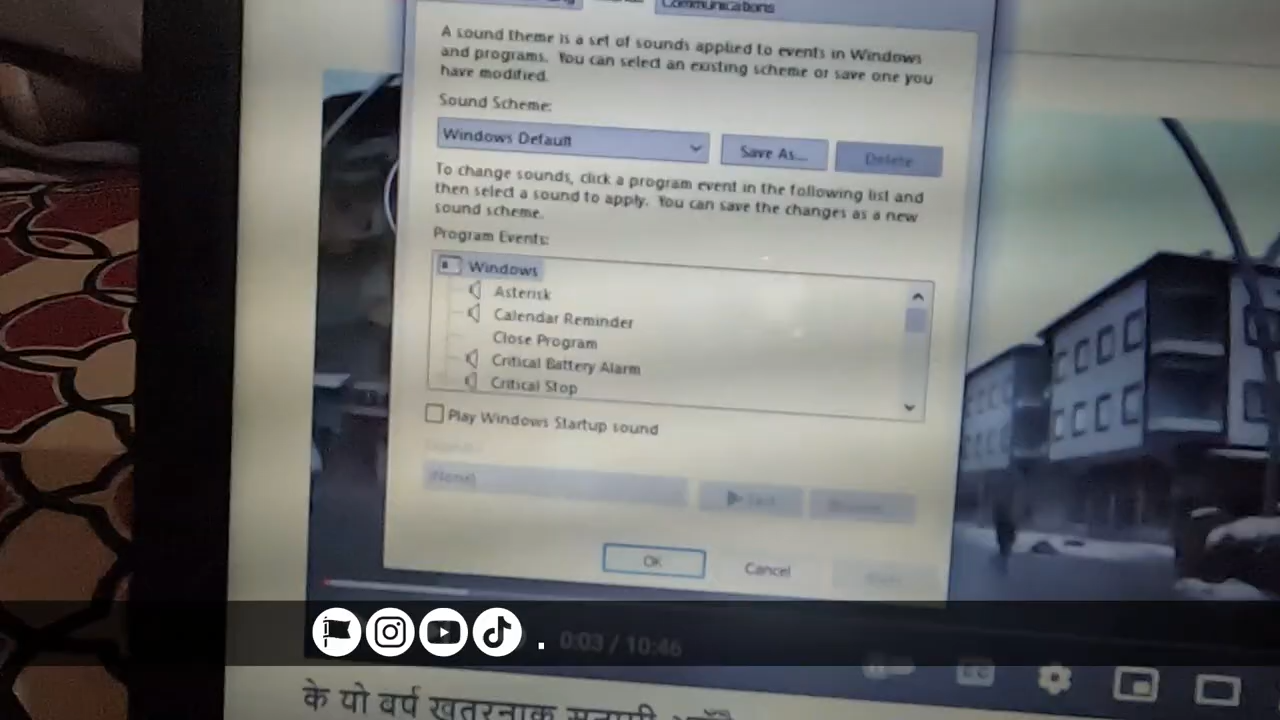 Communications
A sound theme is a set of sounds applied to events in Windows
and programs. You can select an existing scheme or save one you
have modified.
Sound Scheme:
Windows Default
Save As...
Delete
To change sounds, click a program event in the following list and
then select a sound to apply. You can save the changes as a new
sound scheme.
Program Events:
Windows
Asterisk
Calendar Reminder
Close Program
Critical Battery Alarm
Critical Stop
Play Windows Startup sound
(None)
Test
OK
Cancel
0:03 / 10:46
के यो वर्ष खतरनाक